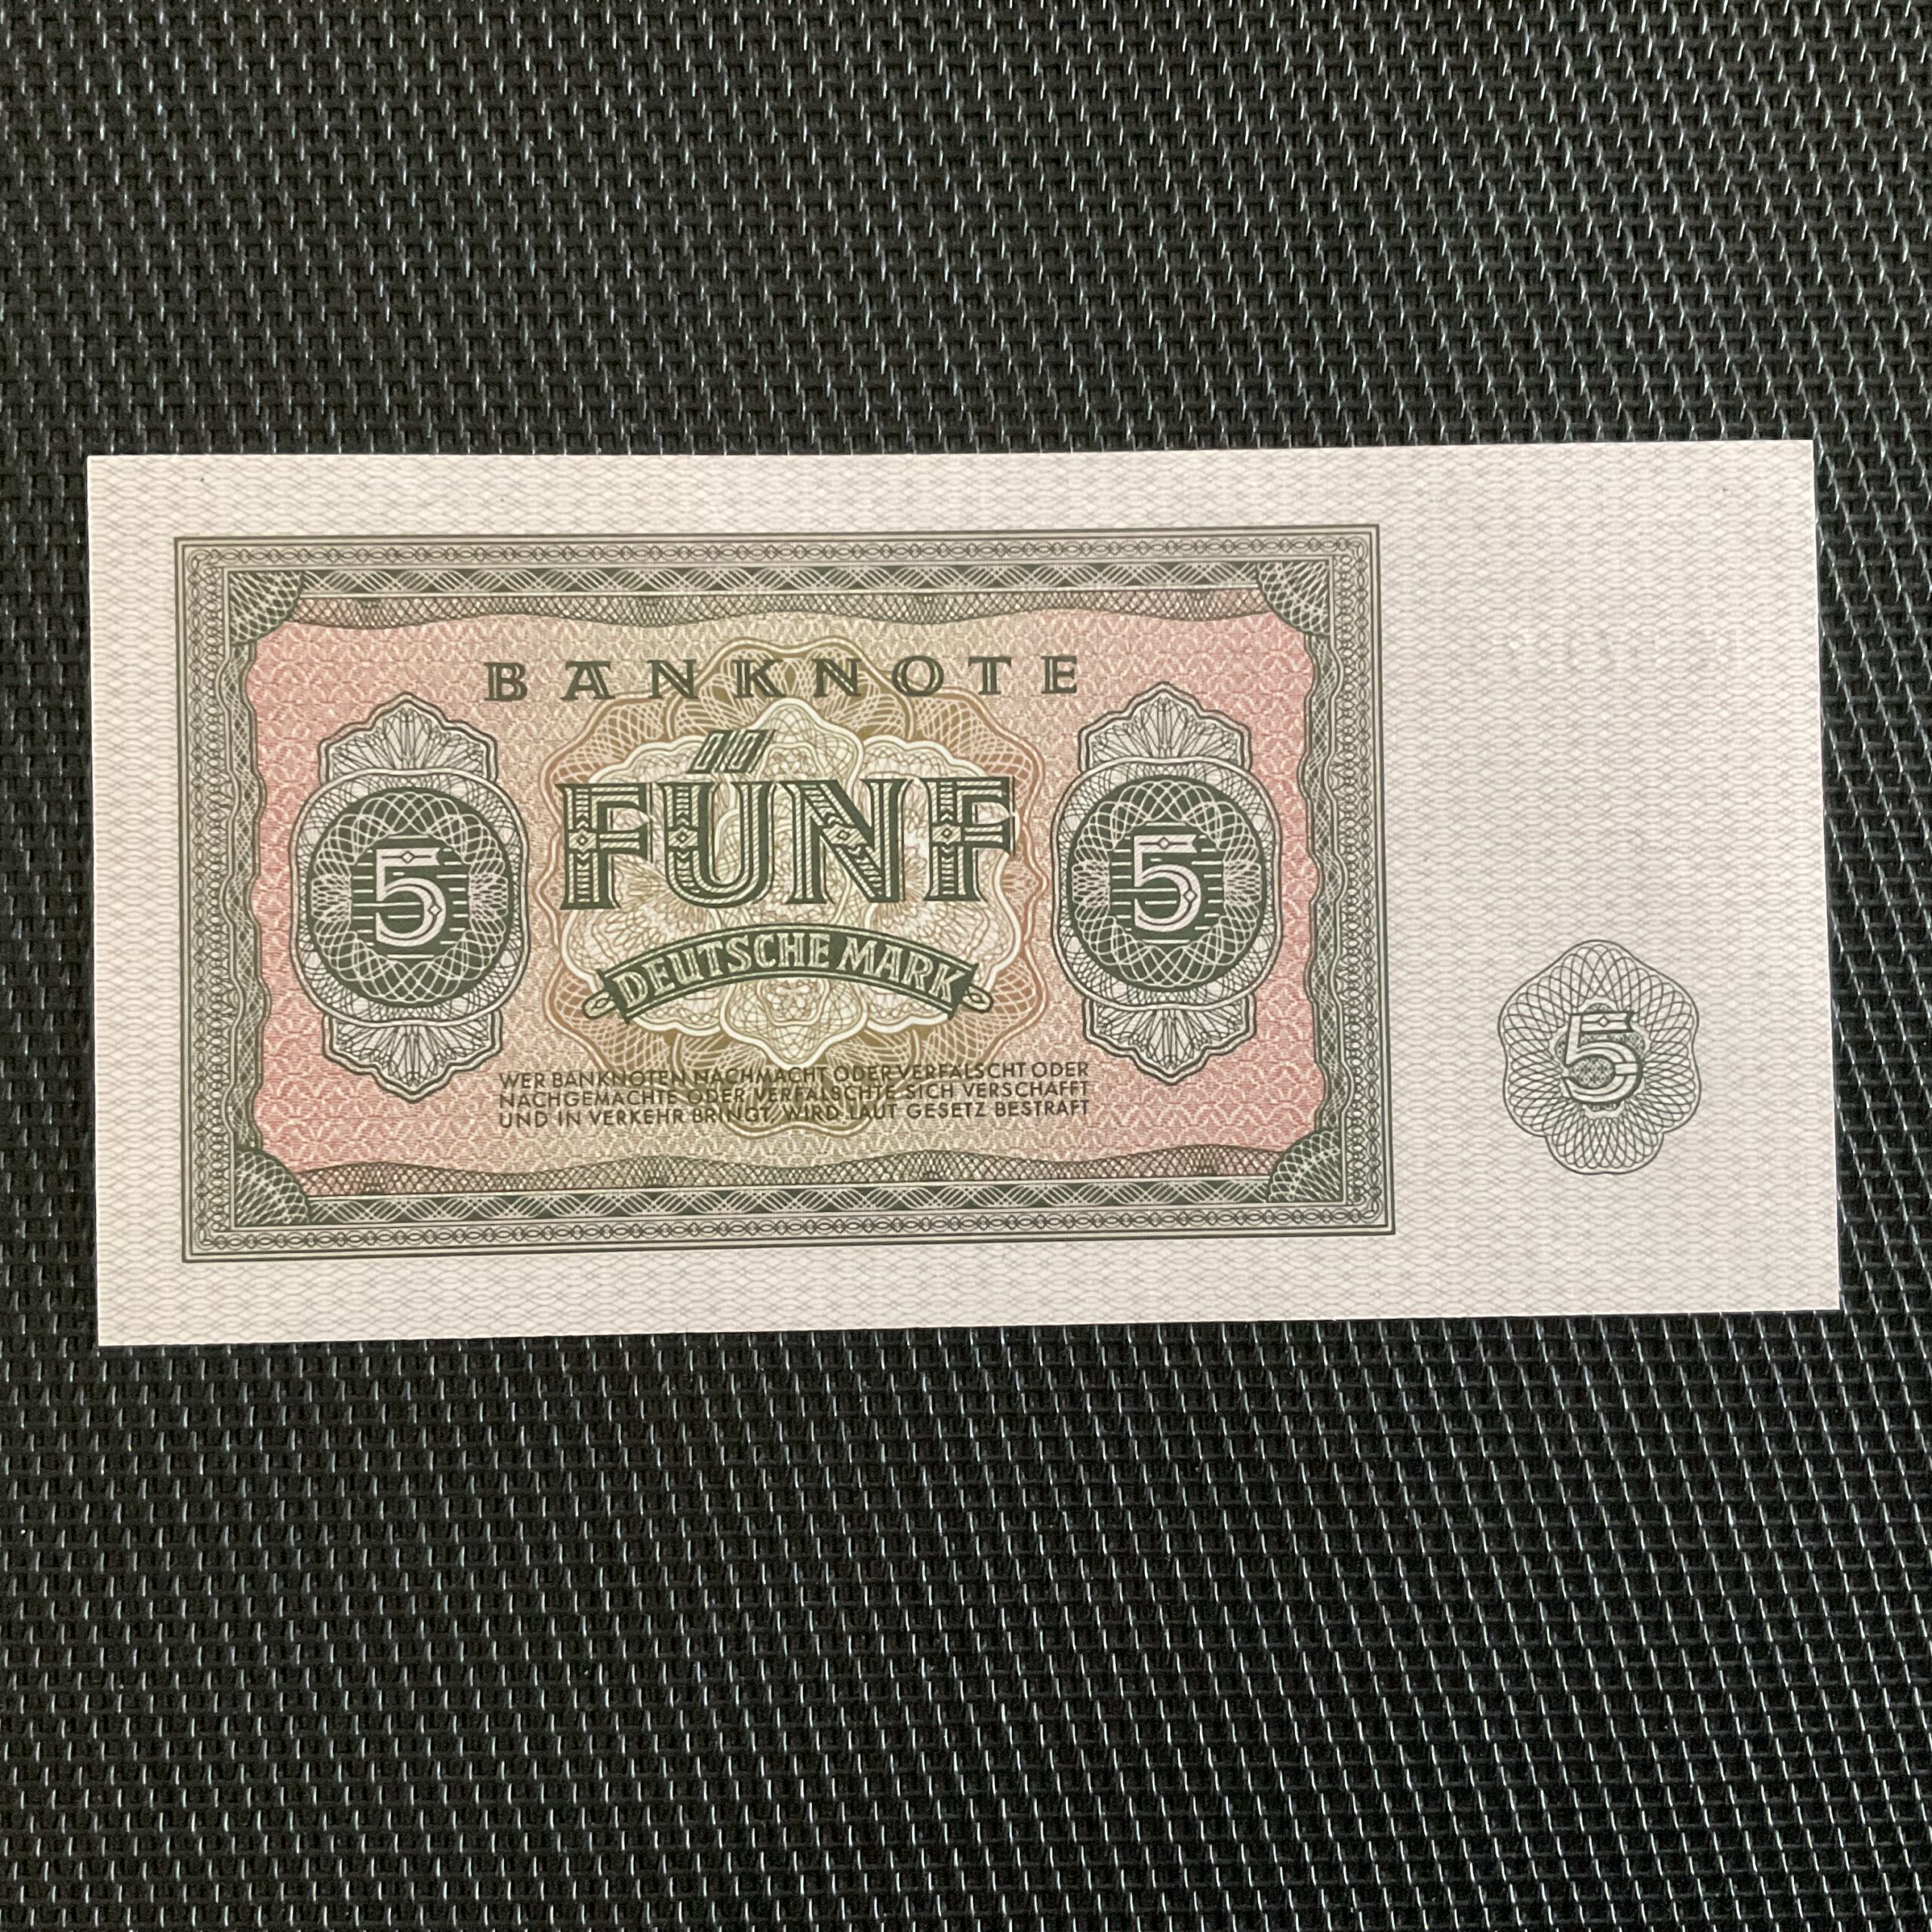 BANKNOTE
FÜNF
5
5
DEUTSCHE MARK
WER BANKNOTEN NACHMACHT ODER VERFÄLSCHT ODER
NACHGEMACHTE ODER VERFÄLSCHTE SICH VERSCHAFFT
UND IN VERKEHR BRINGT, WIRD LAUT GESETZ BESTRAFT
5